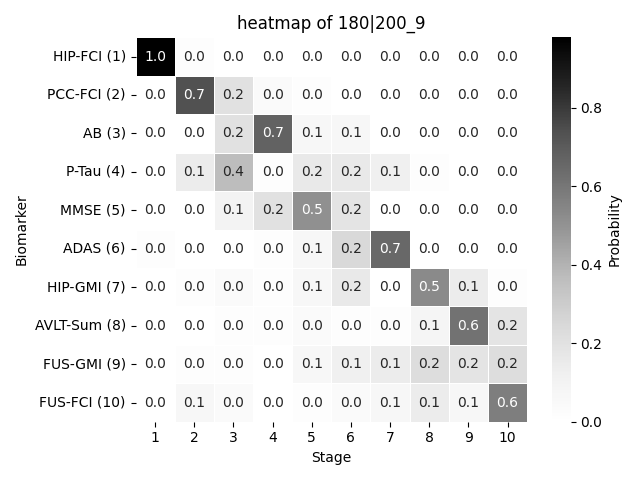 heatmap of 180|200_9
HIP-FCI (1) 1.0 0.0 0.0 0.0 0.0 0.0 0.0 0.0 0.0 0.0
PCC-FCI (2) 0.0 0.7 0.2 0.0 0.0 0.0 0.0 0.0 0.0 0.0
AB (3) 0.0 0.0 0.2 0.7 0.1 0.1 0.0 0.0 0.0 0.0
P-Tau (4) 0.0 0.1 0.4 0.0 0.2 0.2 0.1 0.0 0.0 0.0
MMSE (5) 0.0 0.0 0.1 0.2 0.5 0.2 0.0 0.0 0.0 0.0
ADAS (6) 0.0 0.0 0.0 0.0 0.1 0.2 0.7 0.0 0.0 0.0
HIP-GMI (7) 0.0 0.0 0.0 0.0 0.1 0.2 0.0 0.5 0.1 0.0
AVLT-Sum (8) 0.0 0.0 0.0 0.0 0.0 0.0 0.0 0.1 0.6 0.2
FUS-GMI (9) 0.0 0.0 0.0 0.0 0.1 0.1 0.1 0.2 0.2 0.2
FUS-FCI (10) 0.0 0.1 0.0 0.0 0.0 0.0 0.1 0.1 0.1 0.6
1 2 3 4 5 6 7 8 9 10
Stage
Biomarker
0.8
0.6
0.4
0.2
0.0
Probability